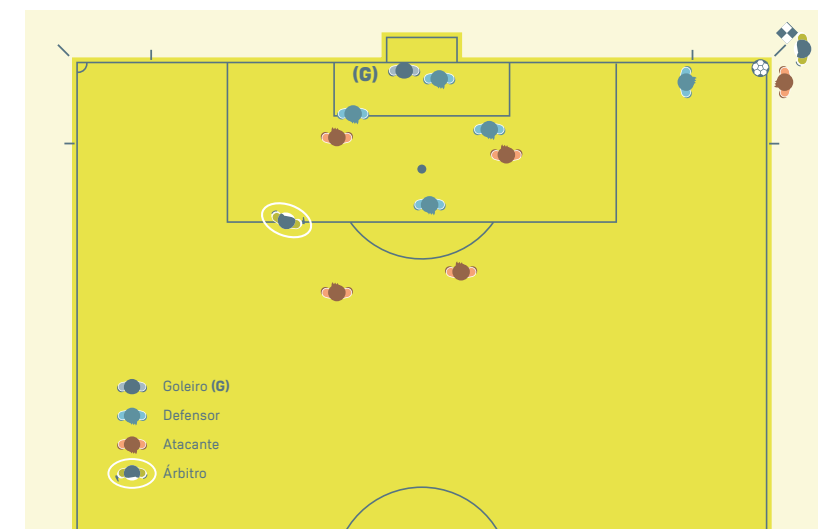 (G)
Goleiro (G)
Defensor
Atacante
Árbitro